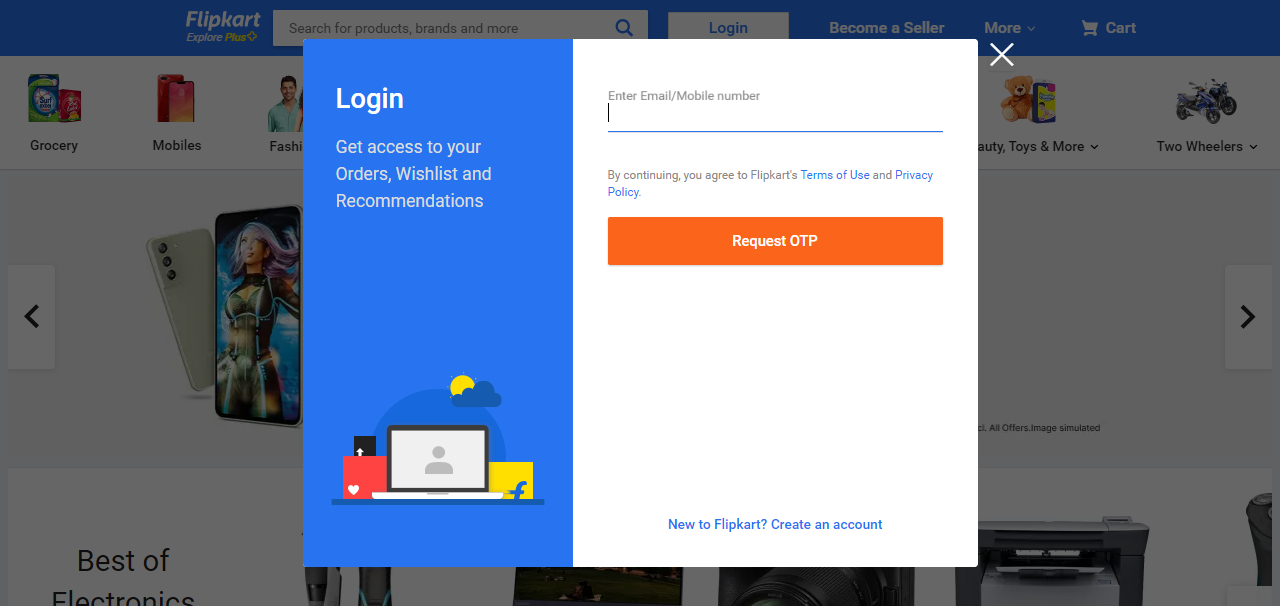 Flipkart
Explore Plus
Search for products, brands and more
Login
Become a Seller
More
Cart
Grocery
Mobiles
Fashi
auty, Toys & More
Two Wheelers
Login
Get access to your
Orders, Wishlist and
Recommendations
Enter Email/Mobile number
By continuing, you agree to Flipkart's Terms of Use and Privacy
Policy.
Request OTP
New to Flipkart? Create an account
cl. All Offers.Image simulated
Best of
Electronics